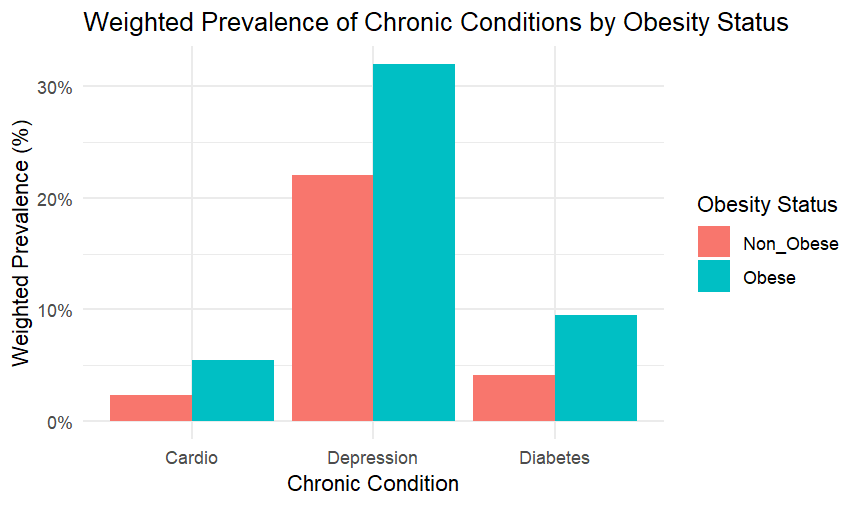 Weighted Prevalence of Chronic Conditions by Obesity Status
Weighted Prevalence (%)
30%
20%
10%
0%
Cardio
Depression
Diabetes
Chronic Condition
Obesity Status
Non_Obese
Obese